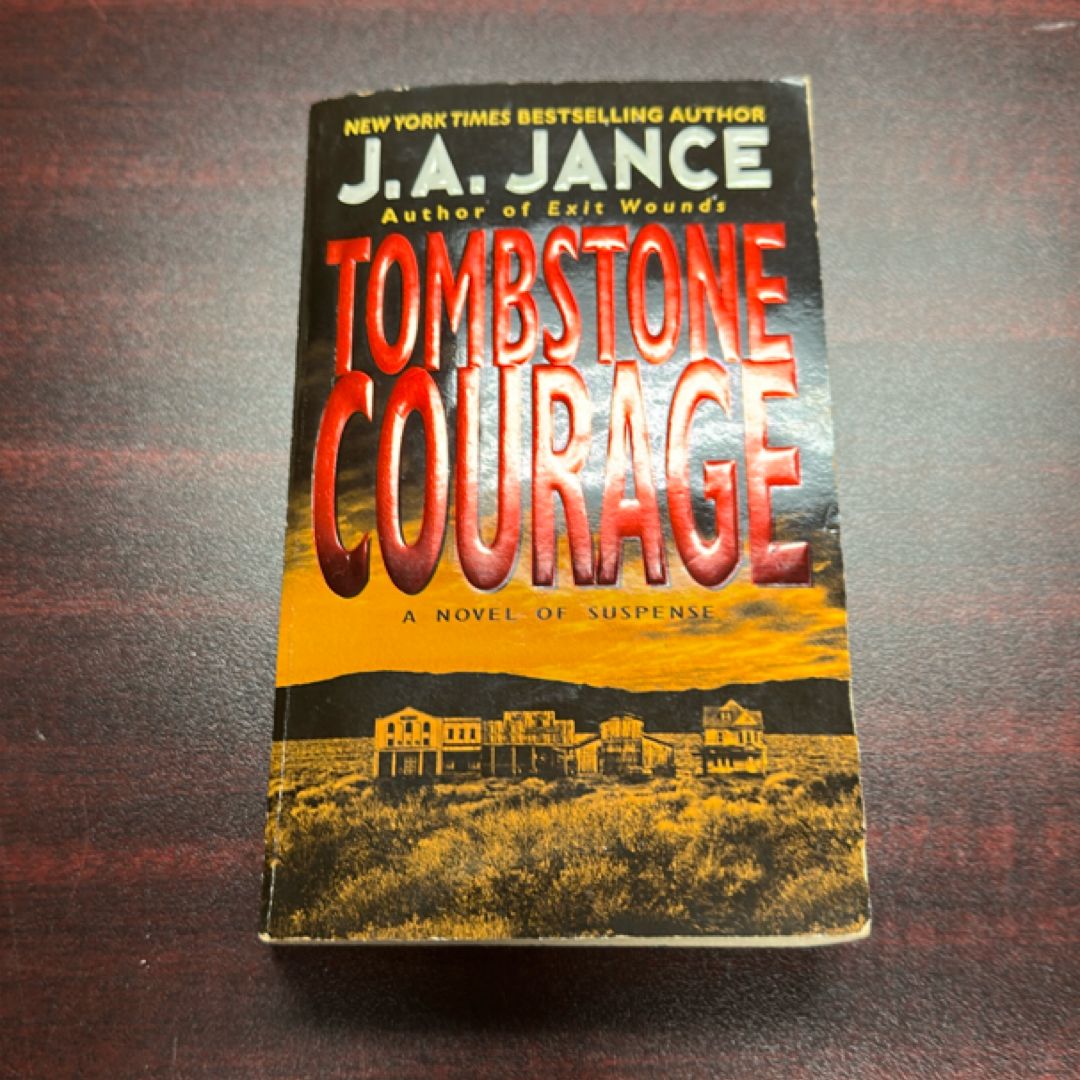 NEW YORK TIMES BESTSELLING AUTHOR
J.A. JANCE
Author of Exit Wounds
TOMBSTONE
COURAGE
A NOVEL OF SUSPENSE